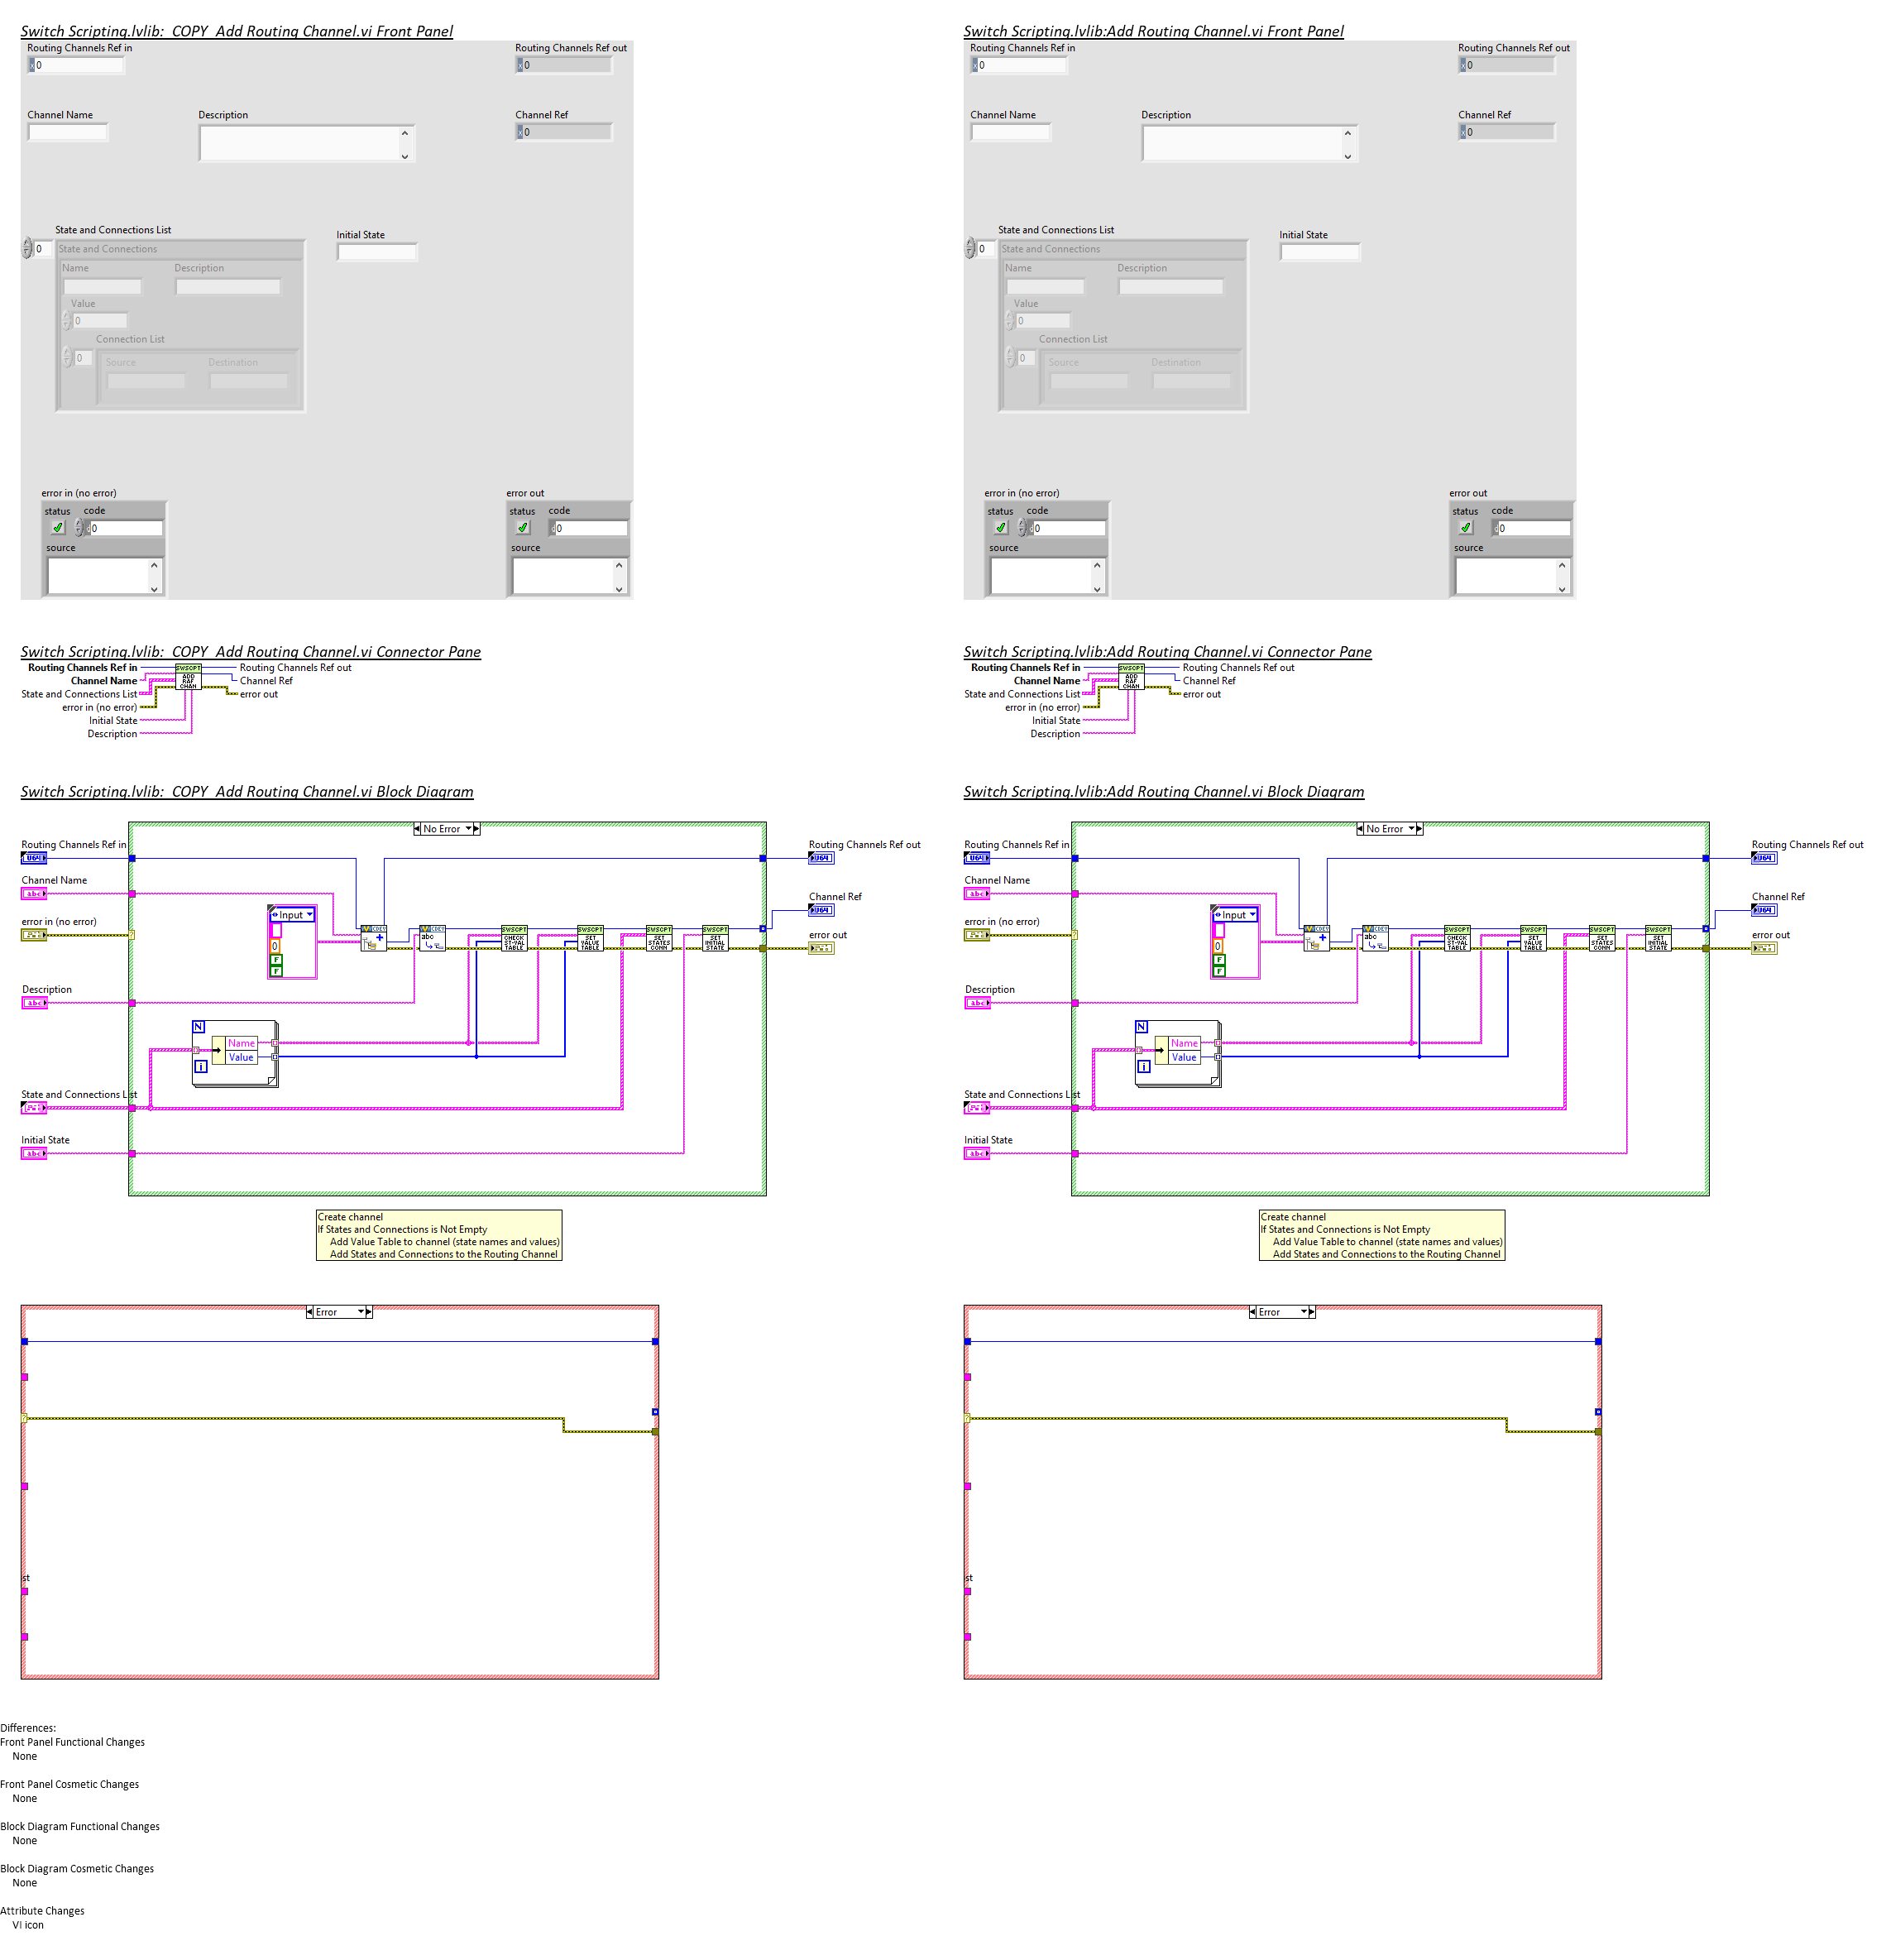 Switch Scripting.lvlib:  COPY  Add Routing Channel.vi Front Panel
Routing Channels Ref in
Routing Channels Ref out
x 0
x 0
Channel Name
Description
Channel Ref
x 0
State and Connections List
Initial State
0
State and Connections
Name
Description
Value
0
Connection List
0
Source
Destination
error in (no error)
error out
status
code
status
code
d 0
d 0
source
source
Switch Scripting.lvlib:Add Routing Channel.vi Front Panel
Routing Channels Ref in
Routing Channels Ref out
x 0
x 0
Channel Name
Description
Channel Ref
x 0
State and Connections List
Initial State
0
State and Connections
Name
Description
Value
0
Connection List
0
Source
Destination
error in (no error)
error out
status
code
status
code
d 0
d 0
source
source
Switch Scripting.lvlib:  COPY  Add Routing Channel.vi Connector Pane
Routing Channels Ref in
Channel Name
State and Connections List
error in (no error)
Initial State
Description
SWSCPT
ADD
RAF
CHAN
Routing Channels Ref out
Channel Ref
error out
Switch Scripting.lvlib:Add Routing Channel.vi Connector Pane
Routing Channels Ref in
Channel Name
State and Connections List
error in (no error)
Initial State
Description
SWSCPT
ADD
RAF
CHAN
Routing Channels Ref out
Channel Ref
error out
Switch Scripting.lvlib:  COPY  Add Routing Channel.vi Block Diagram
No Error
Routing Channels Ref in
U64
Routing Channels Ref out
U64
Channel Name
abc
Channel Ref
U64
error in (no error)
error out
Input
0
F
F
CDEV
CDEV
abc
SWSCPT
CHECK
ST-VAL
TABLE
SWSCPT
SET
VALUE
TABLE
SWSCPT
SET
STATES
CONN
SWSCPT
SET
INITIAL
STATE
?
Description
abc
N
Name
Value
i
State and Connections List
Initial State
abc
Create channel
If States and Connections is Not Empty
Add Value Table to channel (state names and values)
Add States and Connections to the Routing Channel
Error
?
st
Switch Scripting.lvlib:Add Routing Channel.vi Block Diagram
No Error
Routing Channels Ref in
U64
Routing Channels Ref out
U64
Channel Name
abc
Channel Ref
U64
error in (no error)
error out
Input
0
F
F
CDEV
CDEV
abc
SWSCPT
CHECK
ST-VAL
TABLE
SWSCPT
SET
VALUE
TABLE
SWSCPT
SET
STATES
CONN
SWSCPT
SET
INITIAL
STATE
?
Description
abc
N
Name
Value
i
State and Connections List
Initial State
abc
Create channel
If States and Connections is Not Empty
Add Value Table to channel (state names and values)
Add States and Connections to the Routing Channel
Error
?
st
Differences:
Front Panel Functional Changes
None
Front Panel Cosmetic Changes
None
Block Diagram Functional Changes
None
Block Diagram Cosmetic Changes
None
Attribute Changes
VI icon